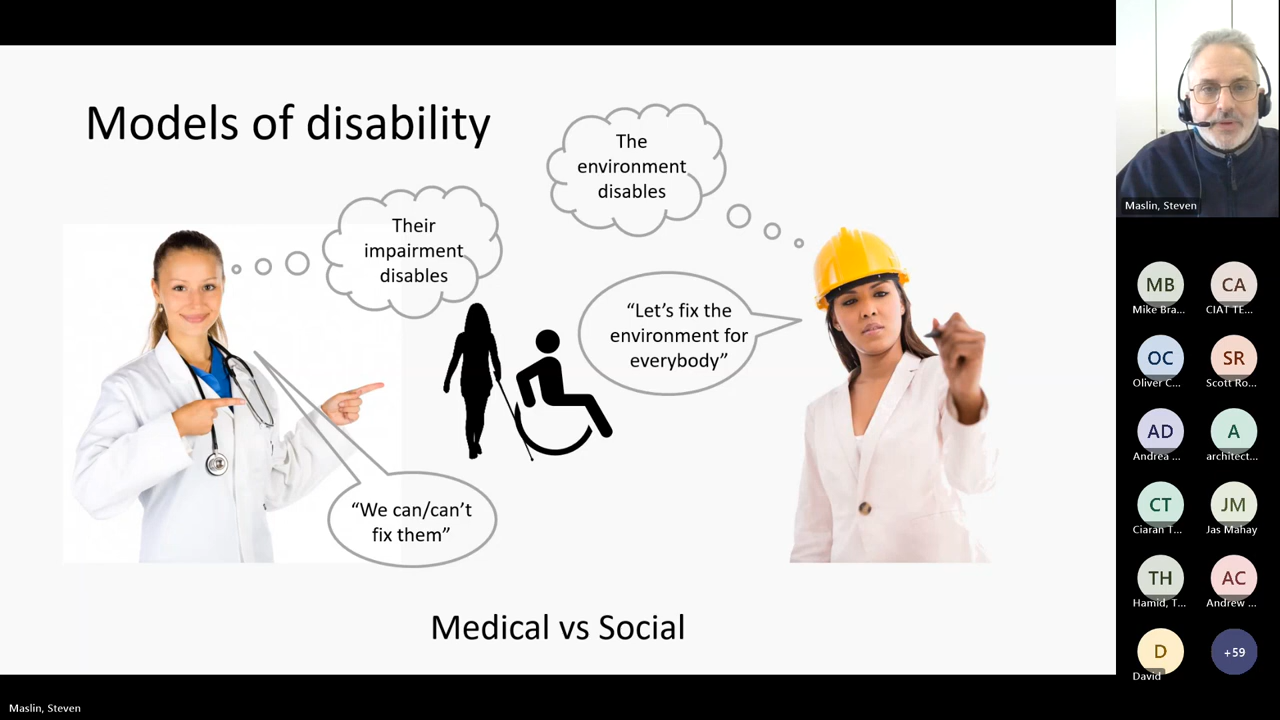 Models of disability
The
environment
disables
Their
impairment
disables
“Let’s fix the
environment for
everybody”
“We can/can’t
fix them”
Medical vs Social
Maslin, Steven
MB
Mike Bra...
CA
CIAT TE...
OC
Oliver C...
SR
Scott Ro...
AD
Andrea ...
A
architect...
CT
Ciaran T...
JM
Jas Mahay
TH
Hamid, T...
AC
Andrew ...
D
David
+59
Maslin, Steven